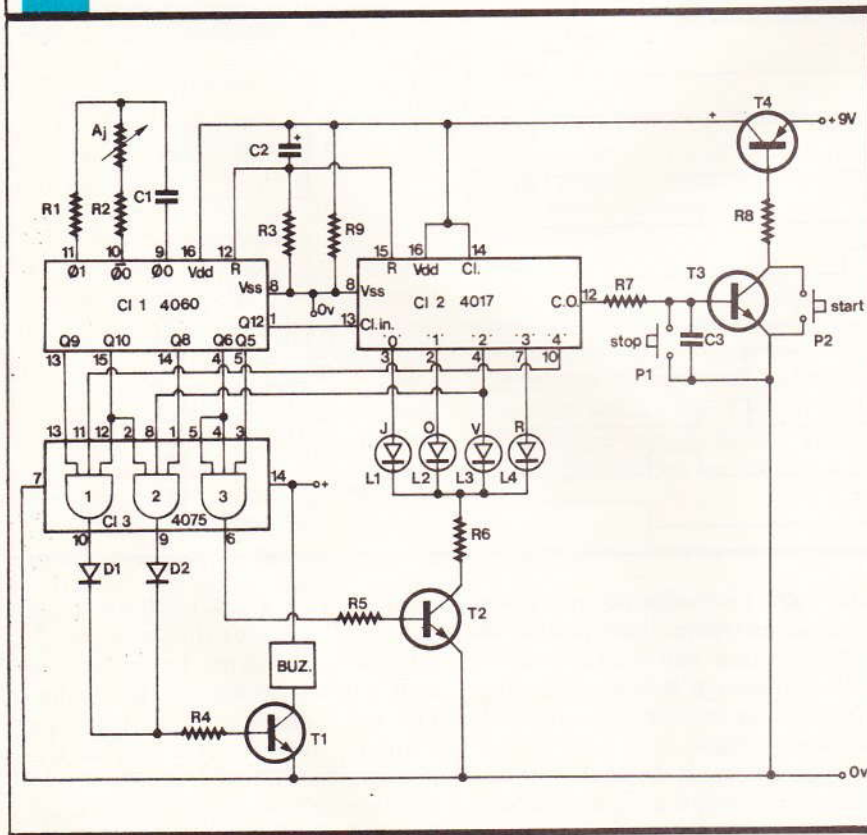 T4
+ +9V
Aj
C2 +
R1 R2 C1 R3 R9 R8
11 10 9 16 12 15 16 14
Ø1 Ø0 Ø0 Vdd R R Vdd Cl. T3
Vss 8 8 Vss
CI 1 4060 0v CI 2 4017 C.O. 12 R7 start
Q12 1 13 Cl.in. stop C3 P2
Q9 Q10 Q8 Q6 Q5 0 1 2 3 4
13 15 14 4 5 3 2 4 7 10 P1
13 11 12 2 8 1 5 4 3 J O V R
7 14 +
1 2 3 L1 L2 L3 L4
CI 3 4075
10 9 6 R6
D1 D2
R5 T2
BUZ.
R4
T1
0v